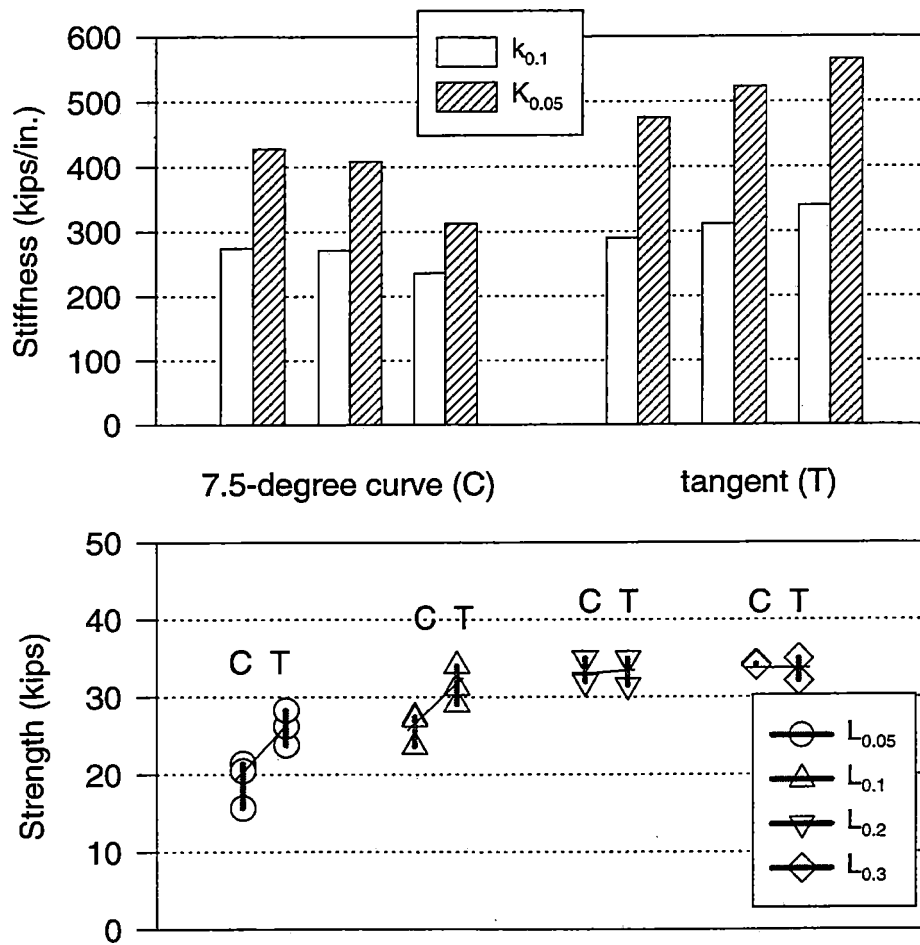 600
500
400
300
200
100
0
Stiffness (kips/in.)
k0.1
K0.05
7.5-degree curve (C)
tangent (T)
50
40
30
20
10
0
Strength (kips)
C T
C T
C T
C T
L0.05
L0.1
L0.2
L0.3